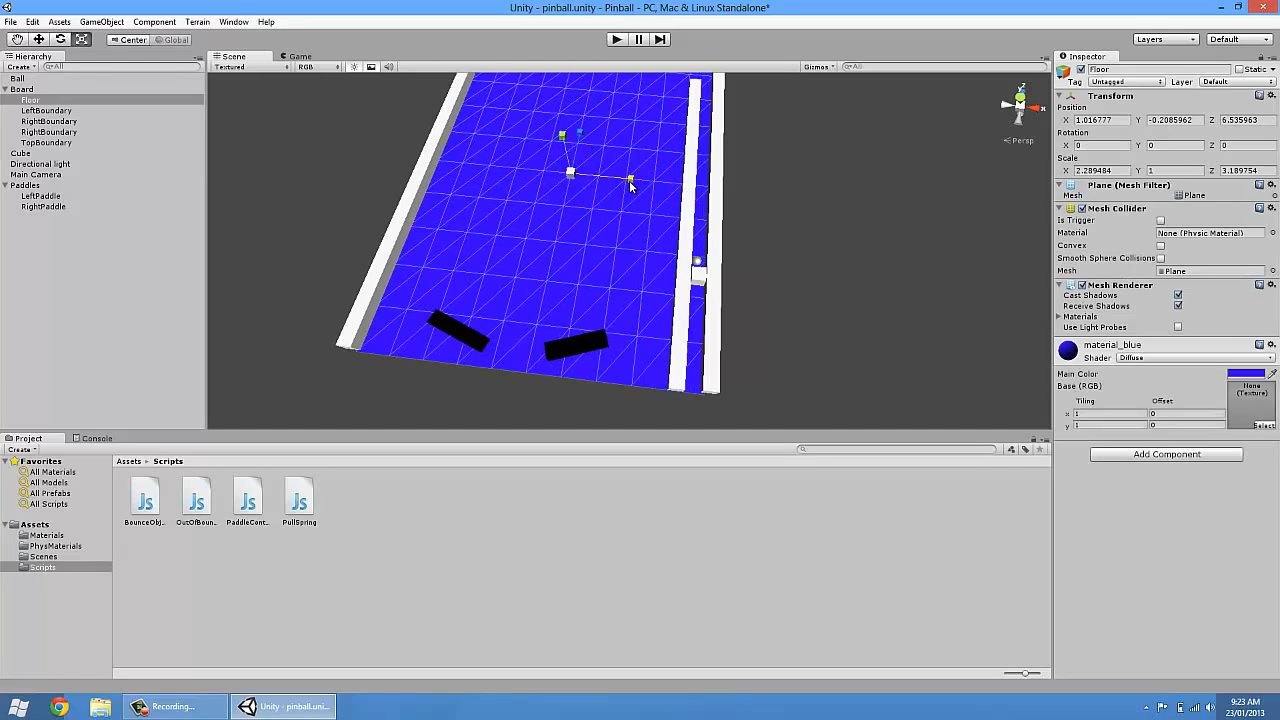 Unity - pinball.unity - Pinball - PC, Mac & Linux Standalone*
File Edit Assets GameObject Component Terrain Window Help
Center Global Layers Default
Hierarchy
Create All
Ball
Board
Floor
LeftBoundary
RightBoundary
RightBoundary
TopBoundary
Cube
Directional light
Main Camera
Paddles
LeftPaddle
RightPaddle
Scene Game
Textured RGB Gizmos All
Persp
Inspector
Floor Static
Tag Untagged Layer Default
Transform
Position
X 1.016777 Y -0.2085962 Z 6.535963
Rotation
X 0 Y 0 Z 0
Scale
X 2.289484 Y 1 Z 3.189754
Plane (Mesh Filter)
Mesh Plane
Mesh Collider
Is Trigger
Material None (Physic Material)
Convex
Smooth Sphere Collisions
Mesh Plane
Mesh Renderer
Cast Shadows
Receive Shadows
Materials
Use Light Probes
material_blue
Shader Diffuse
Main Color
Base (RGB) None (Texture)
Tiling Offset
x 1 0
y 1 0 Select
Add Component
Project Console
Create
Favorites
All Materials
All Models
All Prefabs
All Scripts
Assets
Materials
PhysMaterials
Scenes
Scripts
Assets Scripts
BounceObj... OutOfBoun... PaddleCont... PullSpring
Recording... Unity - pinball.uni...
9:23 AM
23/01/2013